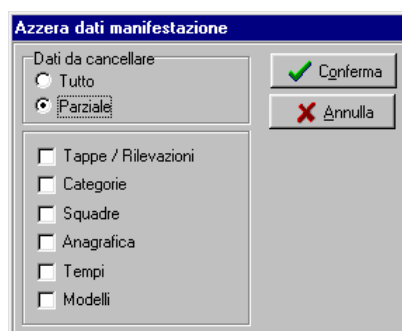 Azzera dati manifestazione
Dati da cancellare
Tutto
Parziale
Conferma
Annulla
Tappe / Rilevazioni
Categorie
Squadre
Anagrafica
Tempi
Modelli